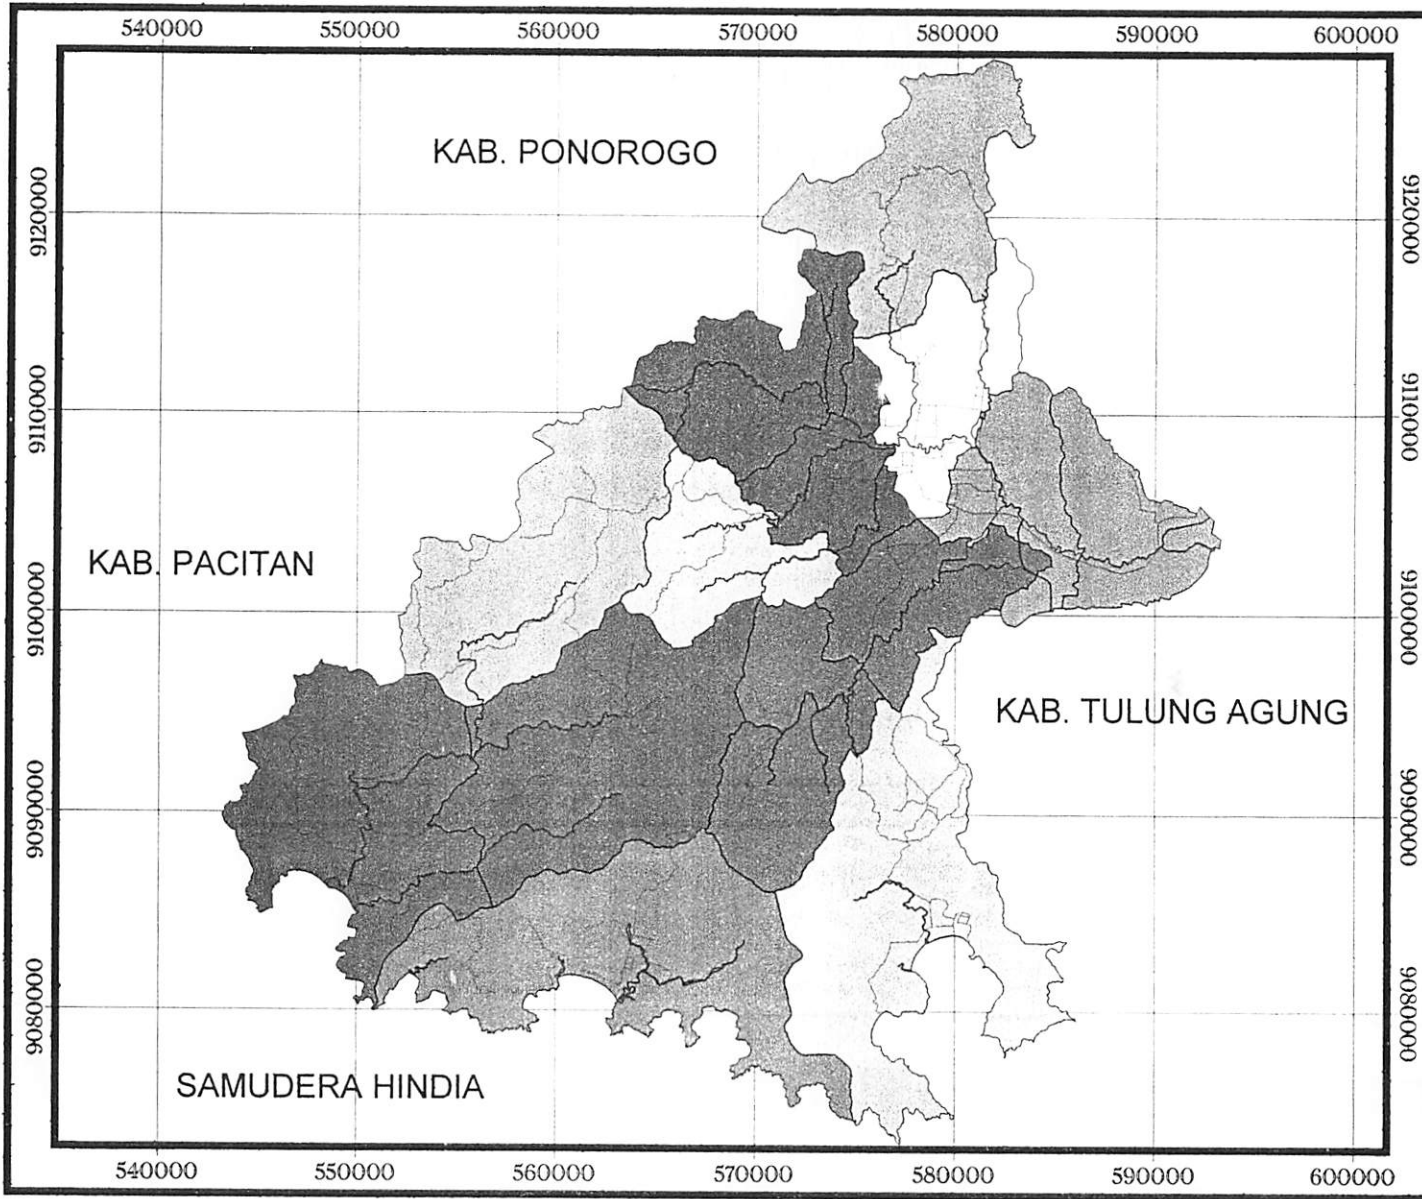 540000 550000 560000 570000 580000 590000 600000
KAB. PONOROGO
9120000 9120000
9110000 9110000
KAB. PACITAN
9100000 9100000
KAB. TULUNG AGUNG
9090000 9090000
9080000 9080000
SAMUDERA HINDIA
540000 550000 560000 570000 580000 590000 600000